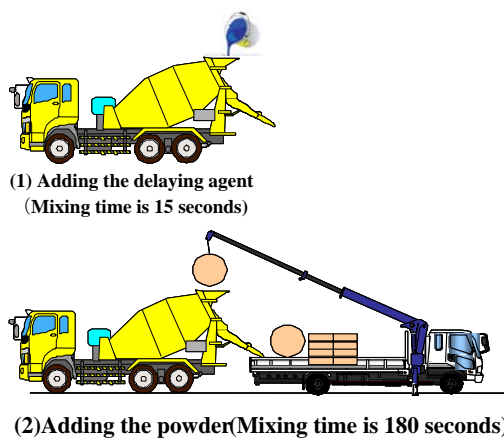 (1) Adding the delaying agent
（Mixing time is 15 seconds)
(2)Adding the powder(Mixing time is 180 seconds)